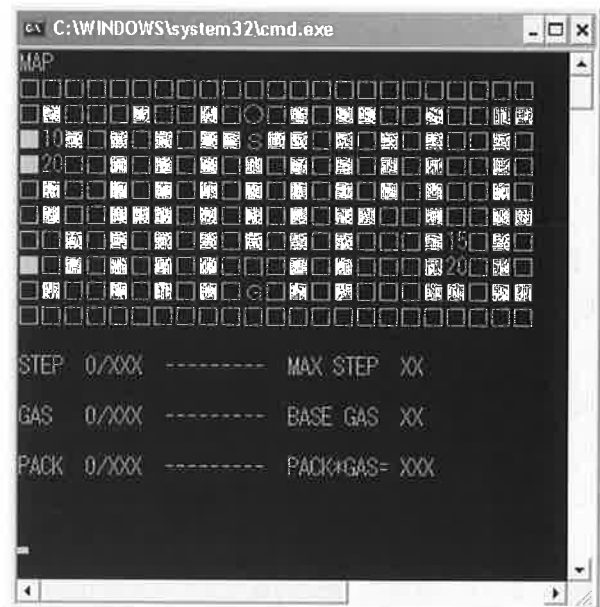 C:\WINDOWS\system32\cmd.exe
MAP
10 S
20
15
20
G
STEP 0/XXX --------- MAX STEP XX
GAS 0/XXX --------- BASE GAS XX
PACK 0/XXX --------- PACK*GAS= XXX